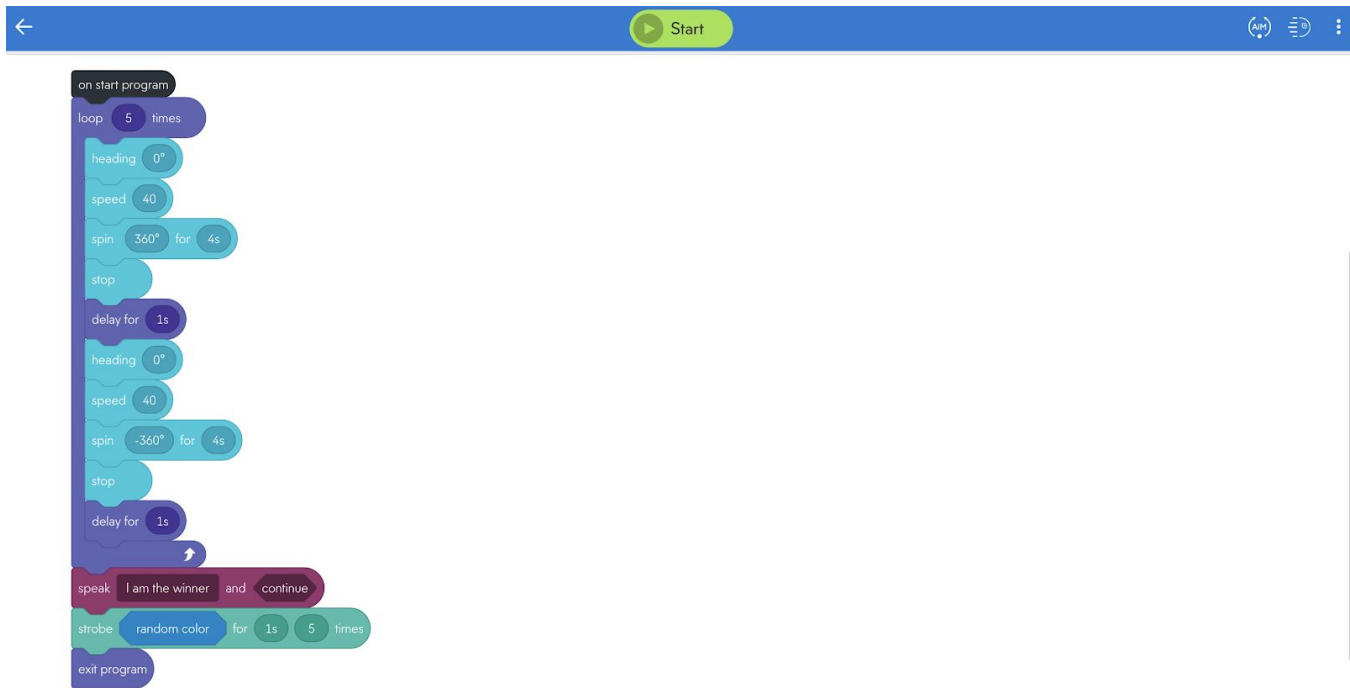 Start
AIM
on start program
loop 5 times
heading 0°
speed 40
spin 360° for 4s
stop
delay for 1s
heading 0°
speed 40
spin -360° for 4s
stop
delay for 1s
speak I am the winner and continue
strobe random color for 1s 5 times
exit program